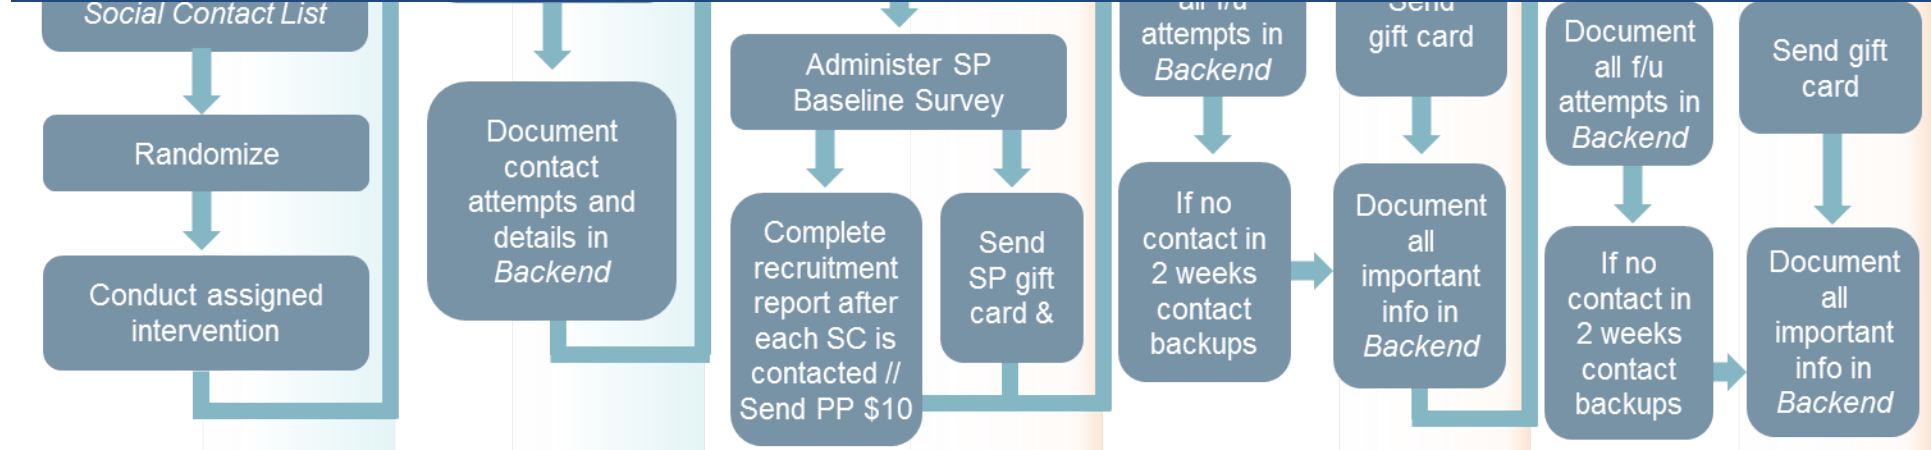 Social Contact List
Randomize
Conduct assigned
intervention
Document
contact
attempts and
details in
Backend
Administer SP
Baseline Survey
Complete
recruitment
report after
each SC is
contacted //
Send PP $10
Send
SP gift
card &
all f/u
attempts in
Backend
If no
contact in
2 weeks
contact
backups
Send
gift card
Document
all
important
info in
Backend
Document
all f/u
attempts in
Backend
If no
contact in
2 weeks
contact
backups
Send gift
card
Document
all
important
info in
Backend